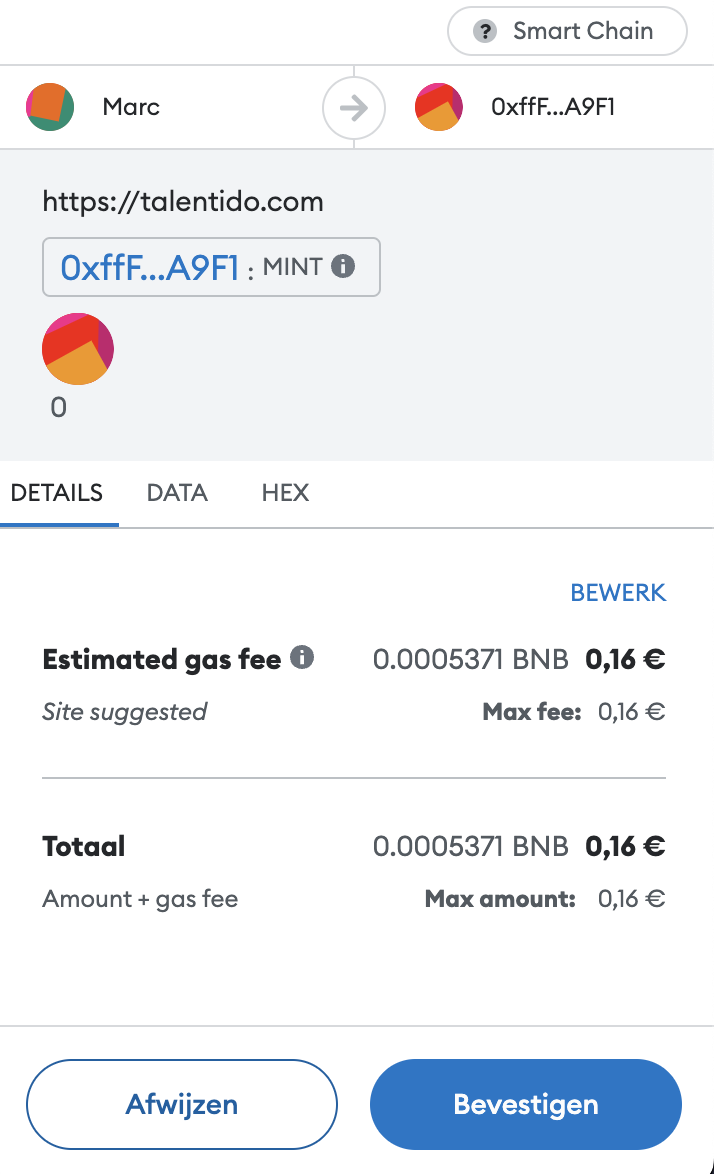 ? Smart Chain
Marc
0xffF...A9F1
https://talentido.com
0xffF...A9F1 : MINT i
0
DETAILS DATA HEX
BEWERK
Estimated gas fee i 0.0005371 BNB 0,16 €
Site suggested Max fee: 0,16 €
Totaal 0.0005371 BNB 0,16 €
Amount + gas fee Max amount: 0,16 €
Afwijzen Bevestigen